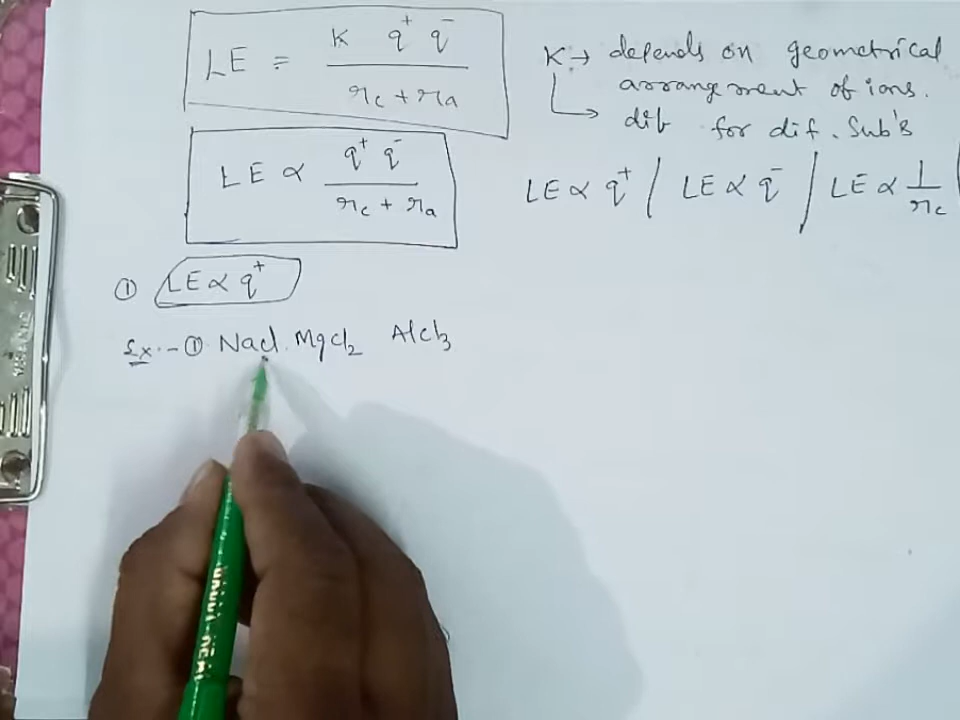 LE = K q⁺ q⁻ / rc + ra
K → depends on geometrical
arrangement of ions.
→ dif for dif. Sub's
LE ∝ q⁺ q⁻ / rc + ra
LE ∝ q⁺ / LE ∝ q⁻ / LE ∝ 1/rc
① LE ∝ q⁺
Ex.- ① Nacl. MgCl₂ AlCl₃